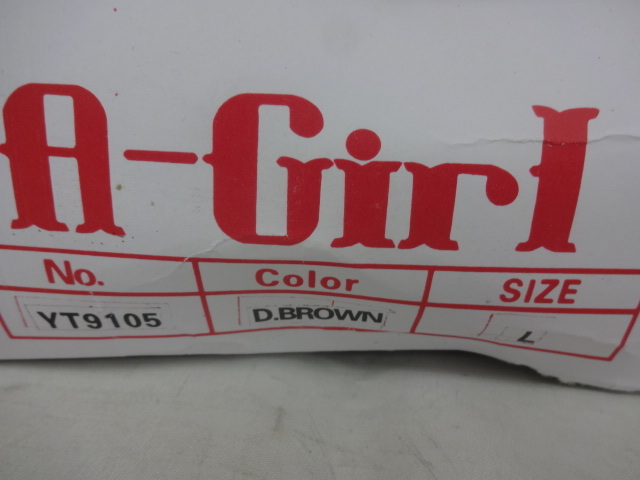 A-Girl
No. Color SIZE
YT9105 D.BROWN L